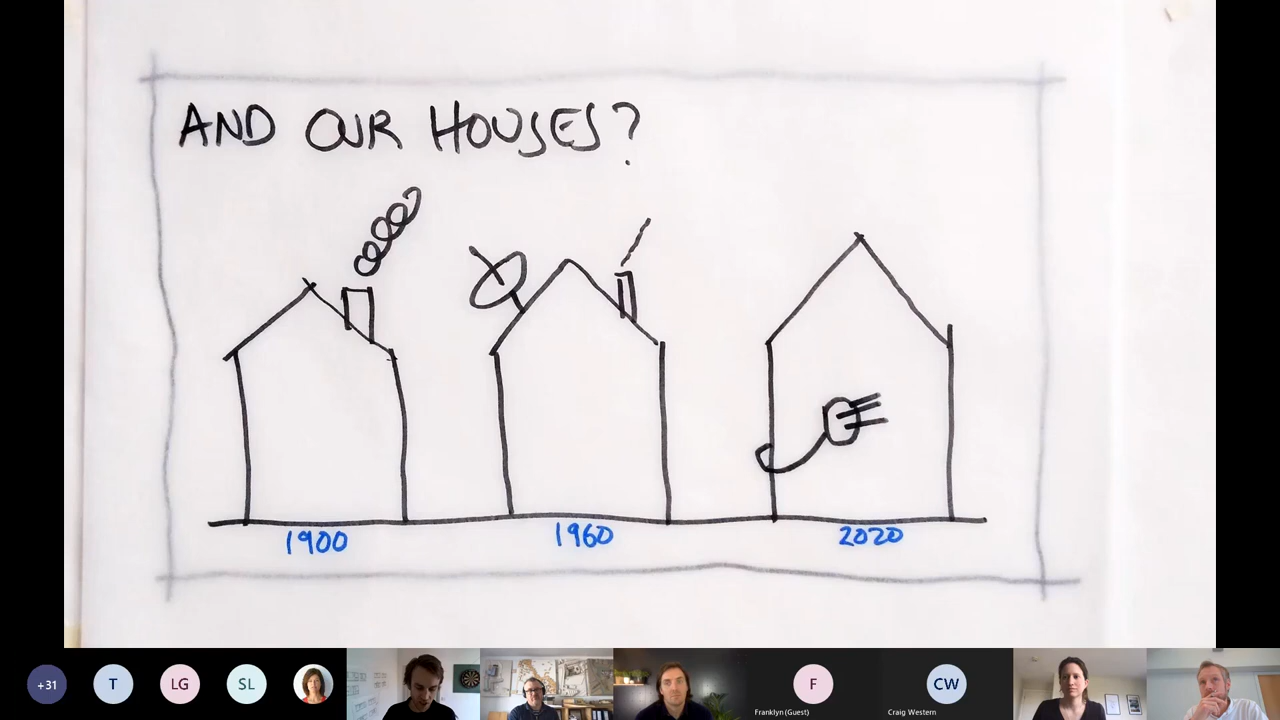 AND OUR HOUSES?
1900
1960
2020
+31
T
LG
SL
F
CW
Franklyn (Guest)
Craig Western